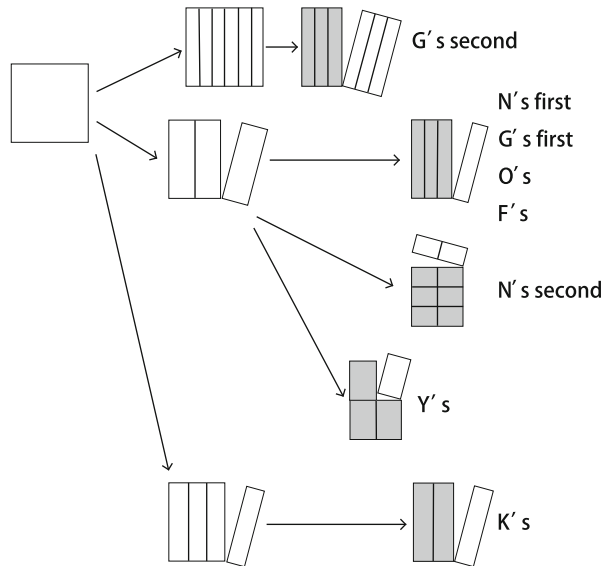 G′s second
N′s first
G′s first
O′s
F′s
N′s second
Y′s
K′s